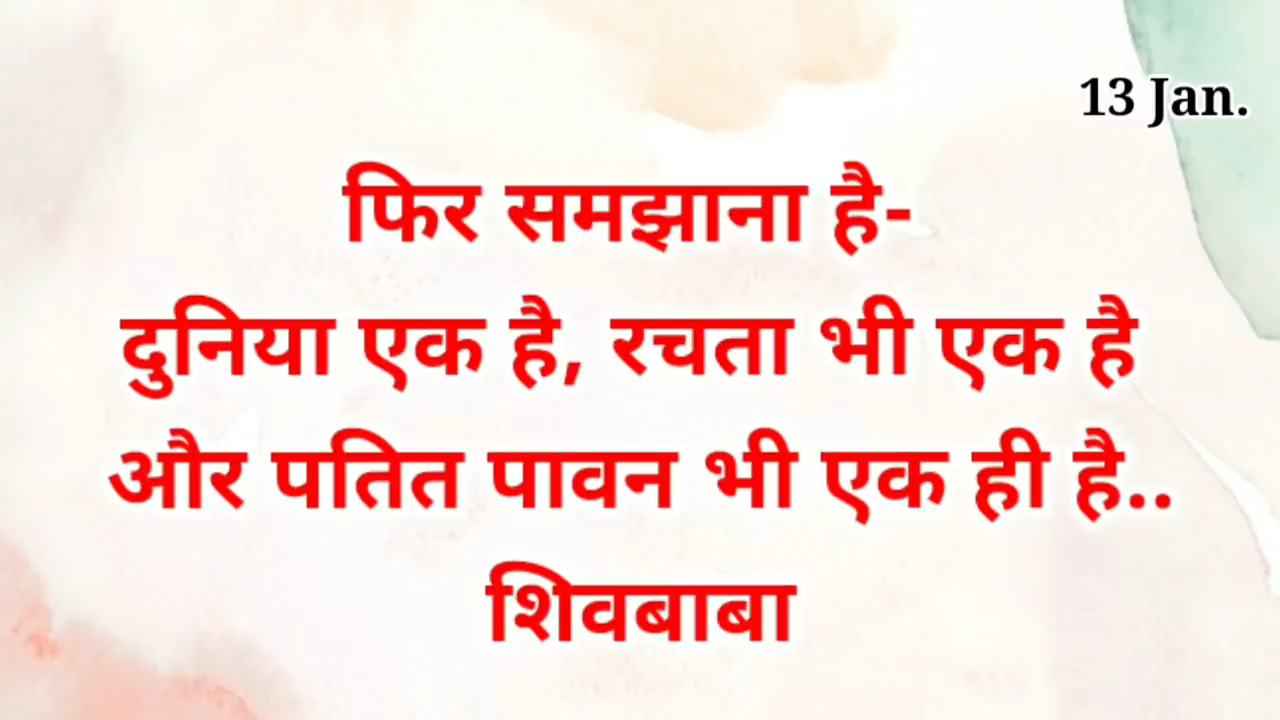 13 Jan.
फिर समझाना है-
दुनिया एक है, रचता भी एक है
और पतित पावन भी एक ही है..
शिवबाबा